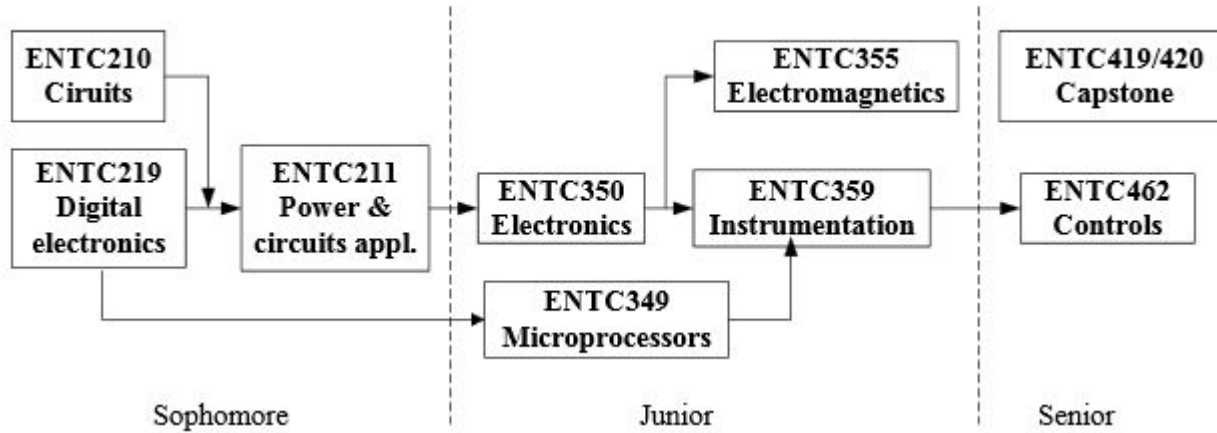 ENTC210
Ciruits
ENTC219
Digital
electronics
ENTC211
Power &
circuits appl.
ENTC355
Electromagnetics
ENTC350
Electronics
ENTC359
Instrumentation
ENTC349
Microprocessors
ENTC419/420
Capstone
ENTC462
Controls
Sophomore
Junior
Senior